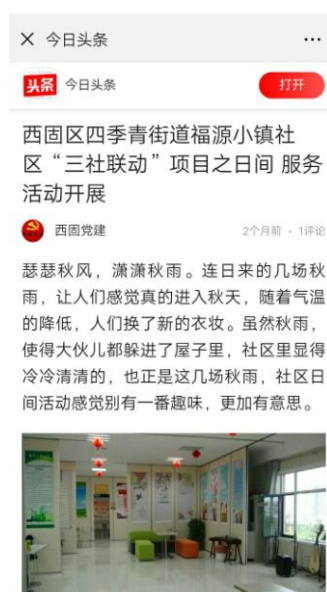 今日头条
头条 今日头条 打开
西固区四季青街道福源小镇社
区“三社联动”项目之日间 服务
活动开展
西固党建 2个月前 · 1评论
瑟瑟秋风，潇潇秋雨。连日来的几场秋
雨，让人们感觉真的进入秋天，随着气温
的降低，人们换了新的衣妆。虽然秋雨，
使得大伙儿都躲进了屋子里，社区里显得
冷冷清清的，也正是这几场秋雨，社区日
间活动感觉别有一番趣味，更加有意思。